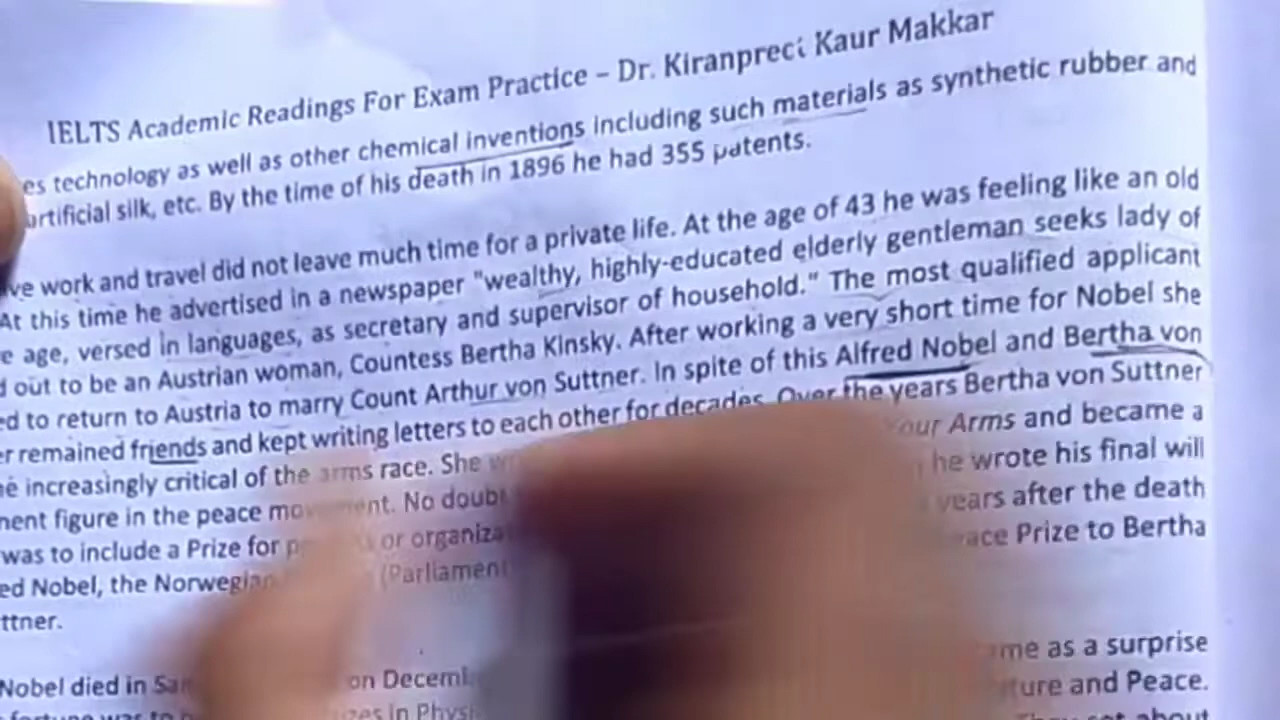 IELTS Academic Readings For Exam Practice – Dr. Kiranpreet Kaur Makkar
es technology as well as other chemical inventions including such materials as synthetic rubber and
artificial silk, etc. By the time of his death in 1896 he had 355 patents.
ve work and travel did not leave much time for a private life. At the age of 43 he was feeling like an old
At this time he advertised in a newspaper "wealthy, highly-educated elderly gentleman seeks lady of
e age, versed in languages, as secretary and supervisor of household." The most qualified applicant
d out to be an Austrian woman, Countess Bertha Kinsky. After working a very short time for Nobel she
ed to return to Austria to marry Count Arthur von Suttner. In spite of this Alfred Nobel and Bertha von
er remained friends and kept writing letters to each other for decades. Over the years Bertha von Suttner
increasingly critical of the arms race. She our Arms and became a
nent figure in the peace movement. No doubt he wrote his final will
was to include a Prize for or organiza years after the death
ed Nobel, the Norwegian (Parliament eace Prize to Bertha
ttner.
me as a surprise
Nobel died in San on Decemb
ture and Peace.
fortune was to zes in Physi set about